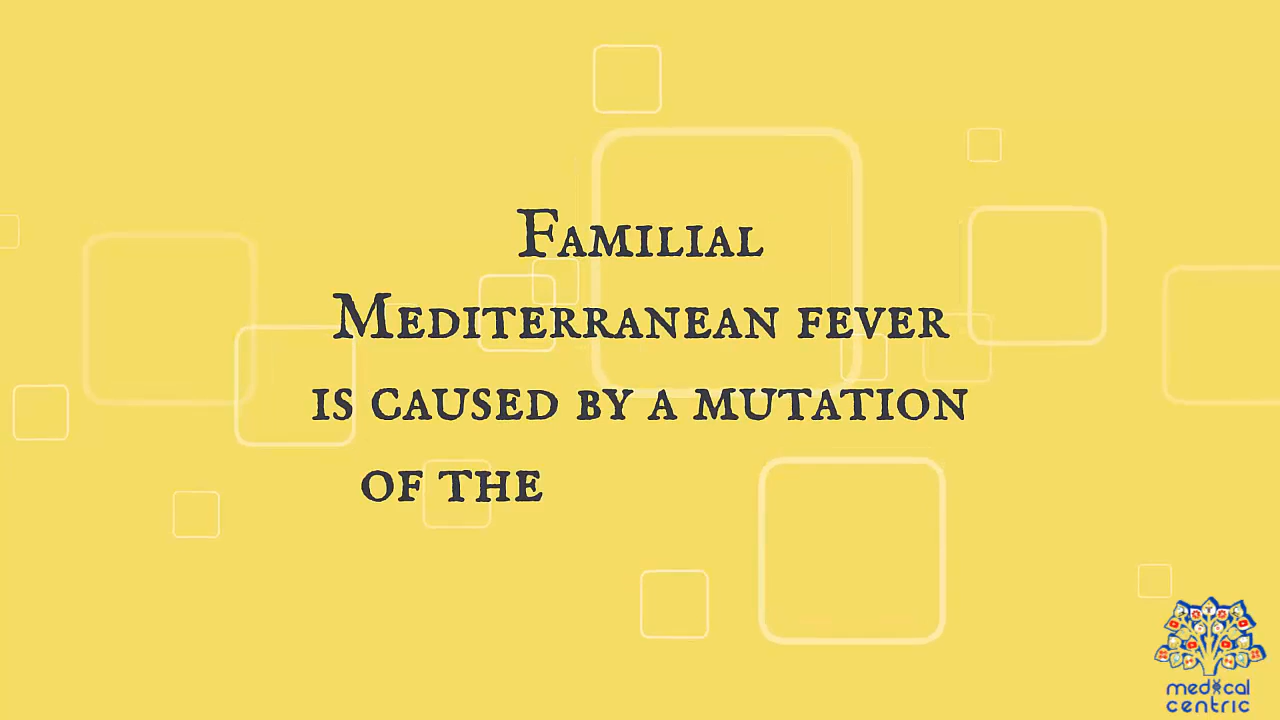 Familial
Mediterranean fever
is caused by a mutation
of the
medical
centric